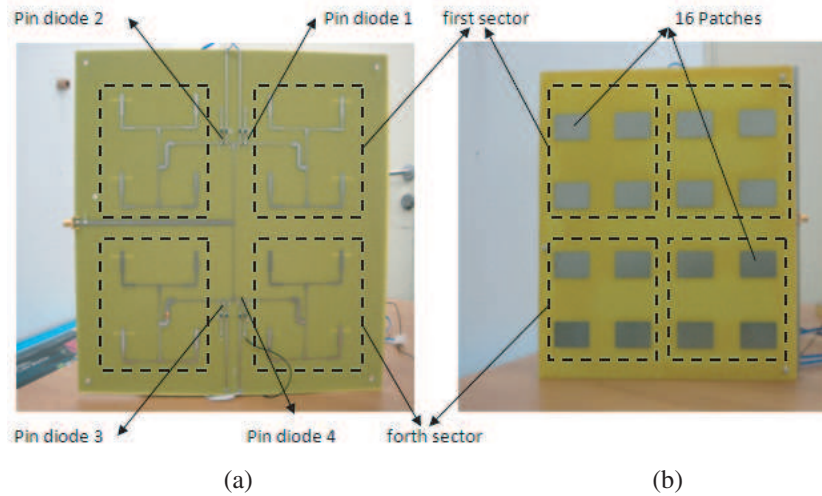 Pin diode 2 Pin diode 1 first sector 16 Patches
Pin diode 3 Pin diode 4 forth sector
(a) (b)